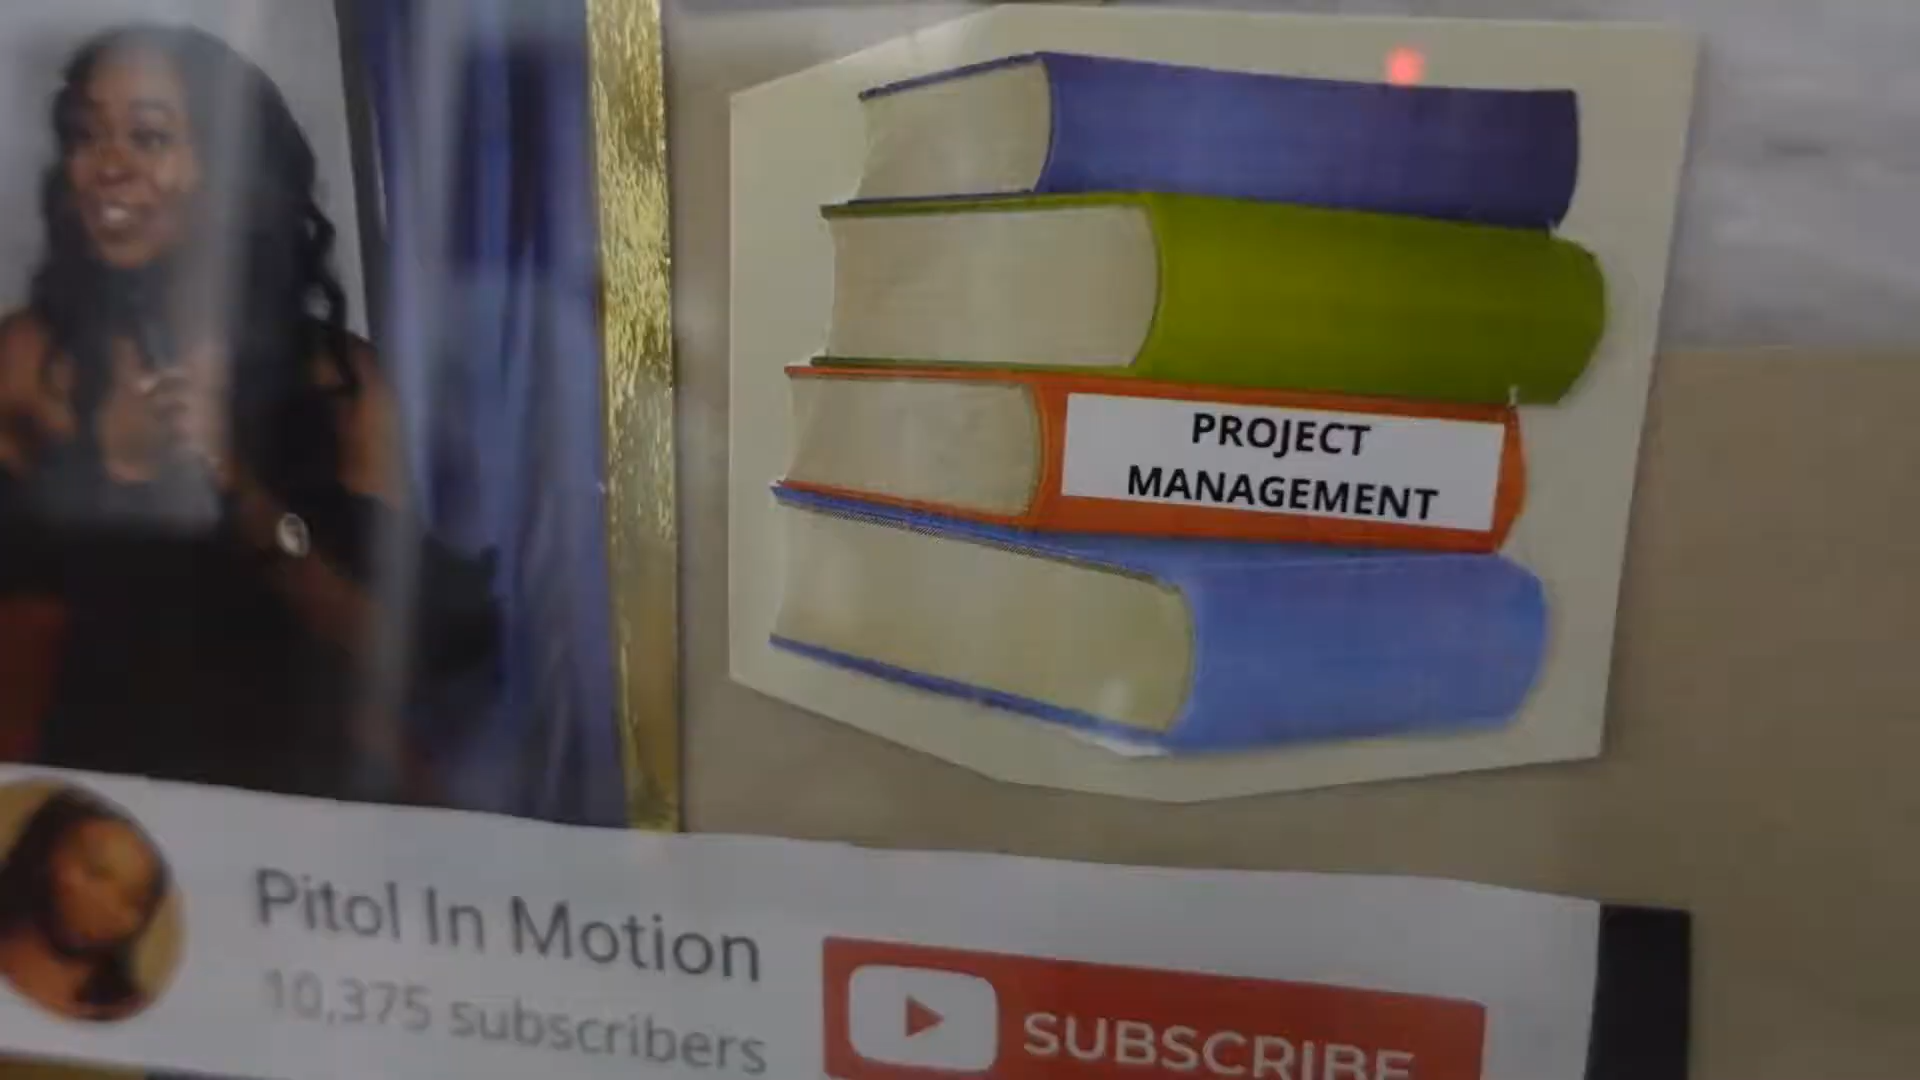 PROJECT
MANAGEMENT
Pitol In Motion
10,375 subscribers
SUBSCRIBE